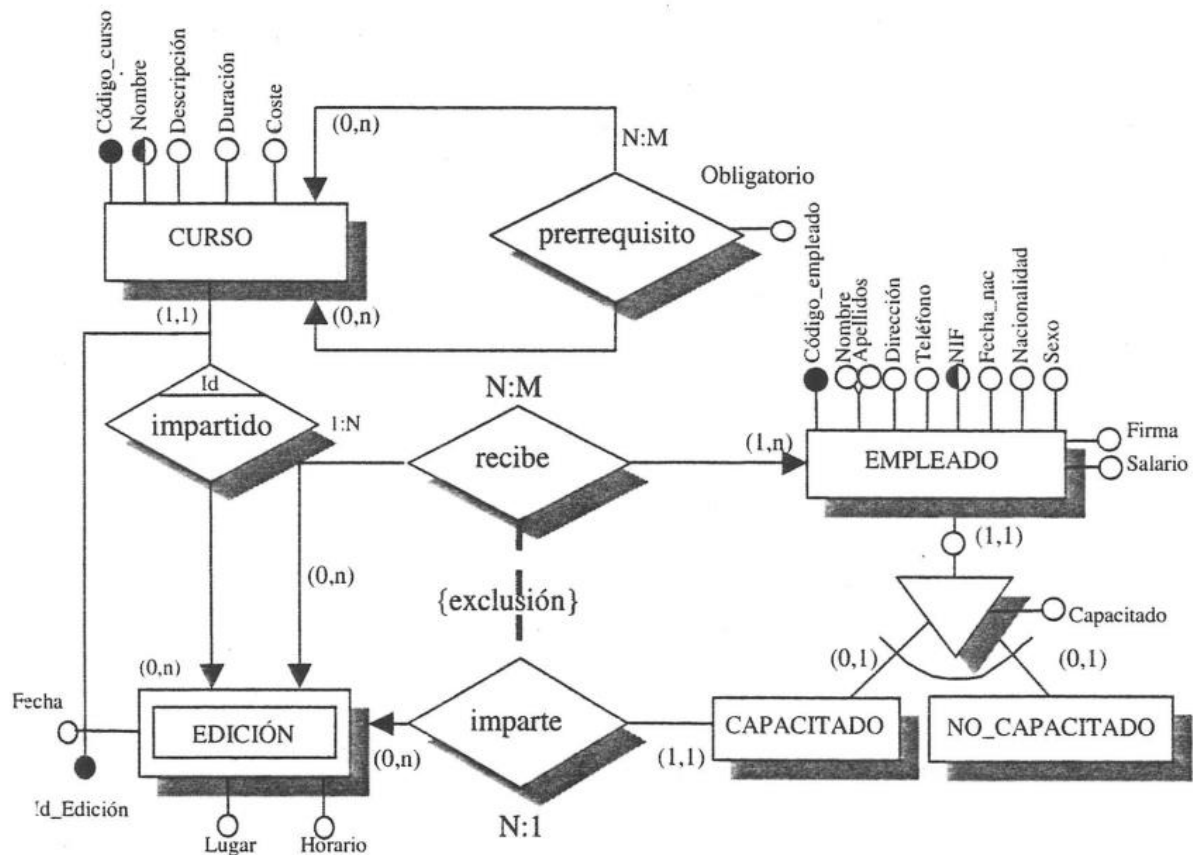 Código_curso
Nombre
Descripción
Duración
Coste
(0,n)
N:M
Obligatorio
CURSO
prerrequisito
(1,1)
(0,n)
Código_empleado
Nombre
Apellidos
Dirección
Teléfono
NIF
Fecha_nac
Nacionalidad
Sexo
Id
impartido
1:N
N:M
recibe
(1,n)
EMPLEADO
Firma
Salario
(1,1)
(0,n)
{exclusión}
Capacitado
(0,1)
(0,1)
(0,n)
Fecha
EDICIÓN
(0,n)
imparte
(1,1)
CAPACITADO
NO_CAPACITADO
Id_Edición
Lugar
Horario
N:1